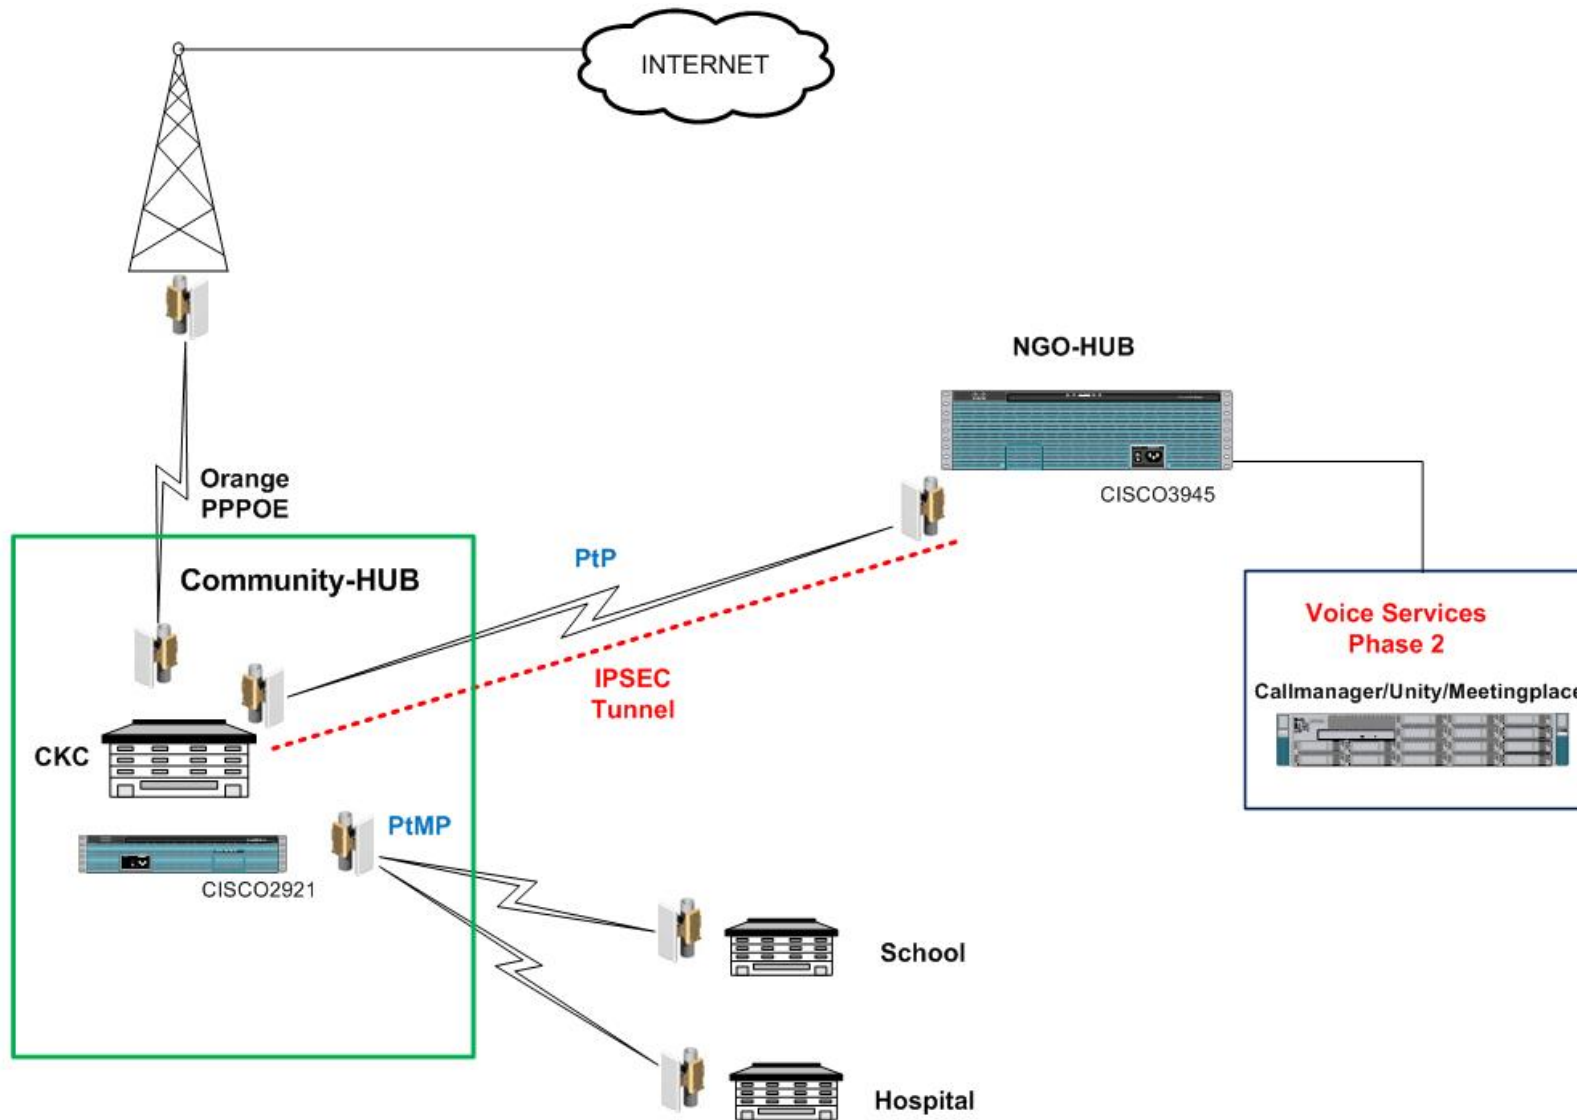 INTERNET
NGO-HUB
CISCO3945
Orange
PPPOE
PtP
Community-HUB
Voice Services
Phase 2
IPSEC
Tunnel
Callmanager/Unity/Meetingplace
CKC
PtMP
CISCO2921
School
Hospital